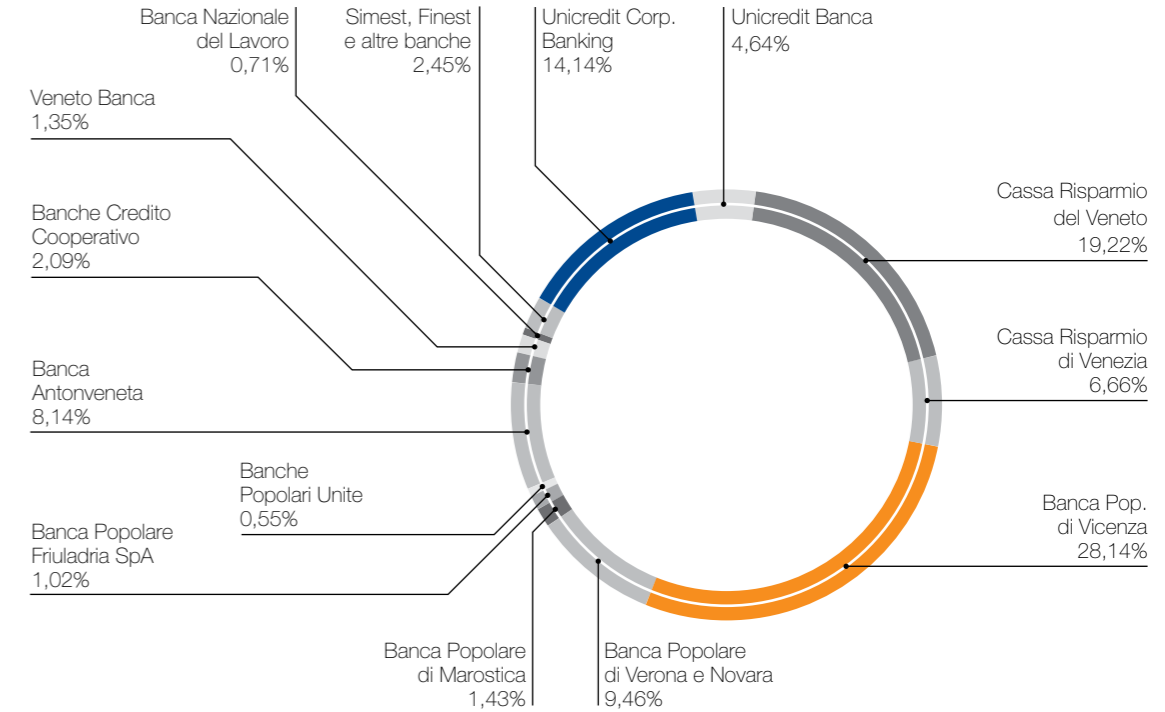 Banca Nazionale
del Lavoro
0,71%
Simest, Finest
e altre banche
2,45%
Unicredit Corp.
Banking
14,14%
Unicredit Banca
4,64%
Veneto Banca
1,35%
Cassa Risparmio
del Veneto
19,22%
Banche Credito
Cooperativo
2,09%
Cassa Risparmio
di Venezia
6,66%
Banca
Antonveneta
8,14%
Banche
Popolari Unite
0,55%
Banca Pop.
di Vicenza
28,14%
Banca Popolare
Friuladria SpA
1,02%
Banca Popolare
di Marostica
1,43%
Banca Popolare
di Verona e Novara
9,46%